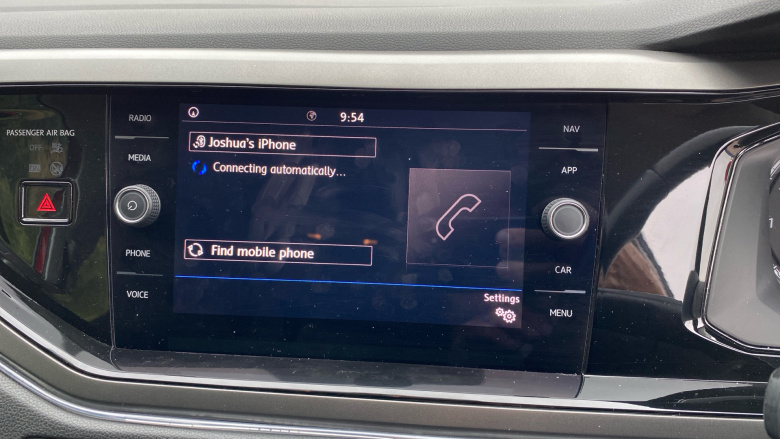 PASSENGER AIR BAG
OFF
RADIO
MEDIA
PHONE
VOICE
9:54
Joshua's iPhone
Connecting automatically...
Find mobile phone
Settings
NAV
APP
CAR
MENU